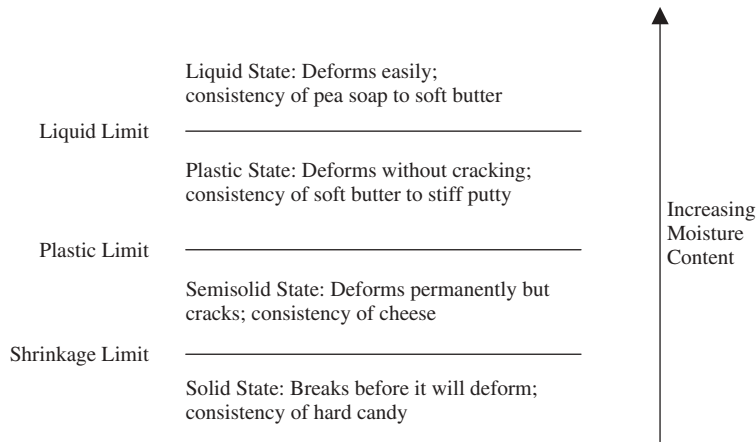 Liquid State: Deforms easily;
consistency of pea soap to soft butter
Liquid Limit
Plastic State: Deforms without cracking;
consistency of soft butter to stiff putty
Increasing
Moisture
Content
Plastic Limit
Semisolid State: Deforms permanently but
cracks; consistency of cheese
Shrinkage Limit
Solid State: Breaks before it will deform;
consistency of hard candy